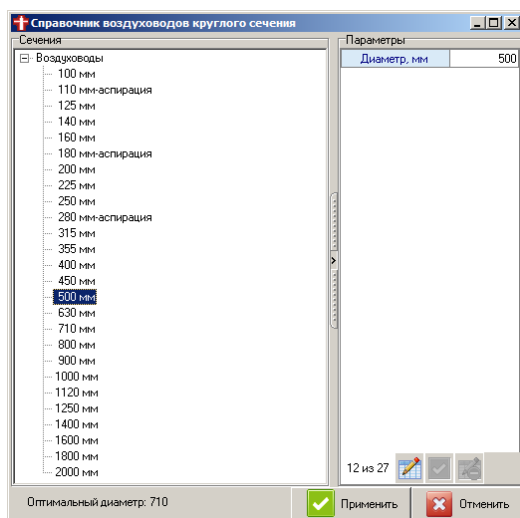 Справочник воздуховодов круглого сечения
Сечения
Воздуховоды
100 мм
110 мм-аспирация
125 мм
140 мм
160 мм
180 мм-аспирация
200 мм
225 мм
250 мм
280 мм-аспирация
315 мм
355 мм
400 мм
450 мм
500 мм
630 мм
710 мм
800 мм
900 мм
1000 мм
1120 мм
1250 мм
1400 мм
1600 мм
1800 мм
2000 мм
Параметры
Диаметр, мм 500
12 из 27
Оптимальный диаметр: 710
Применить
Отменить